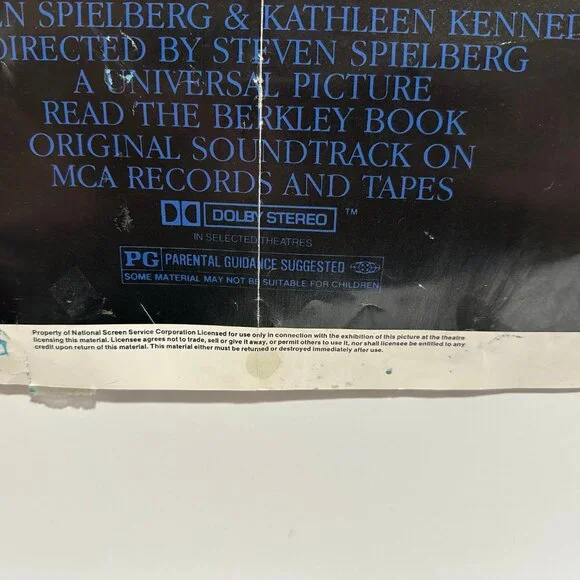 EN SPIELBERG & KATHLEEN KENNED
DIRECTED BY STEVEN SPIELBERG
A UNIVERSAL PICTURE
READ THE BERKLEY BOOK
ORIGINAL SOUNDTRACK ON
MCA RECORDS AND TAPES
DOLBY STEREO ™
IN SELECTED THEATRES
PG PARENTAL GUIDANCE SUGGESTED
SOME MATERIAL MAY NOT BE SUITABLE FOR CHILDREN
Property of National Screen Service Corporation Licensed for use only in connection with the exhibition of this picture at the theatre
licensing this material. Licensee agrees not to trade, sell or give it away, or permit others to use it, nor shall licensee be entitled to any
credit upon return of this material. This material either must be returned or destroyed immediately after use.